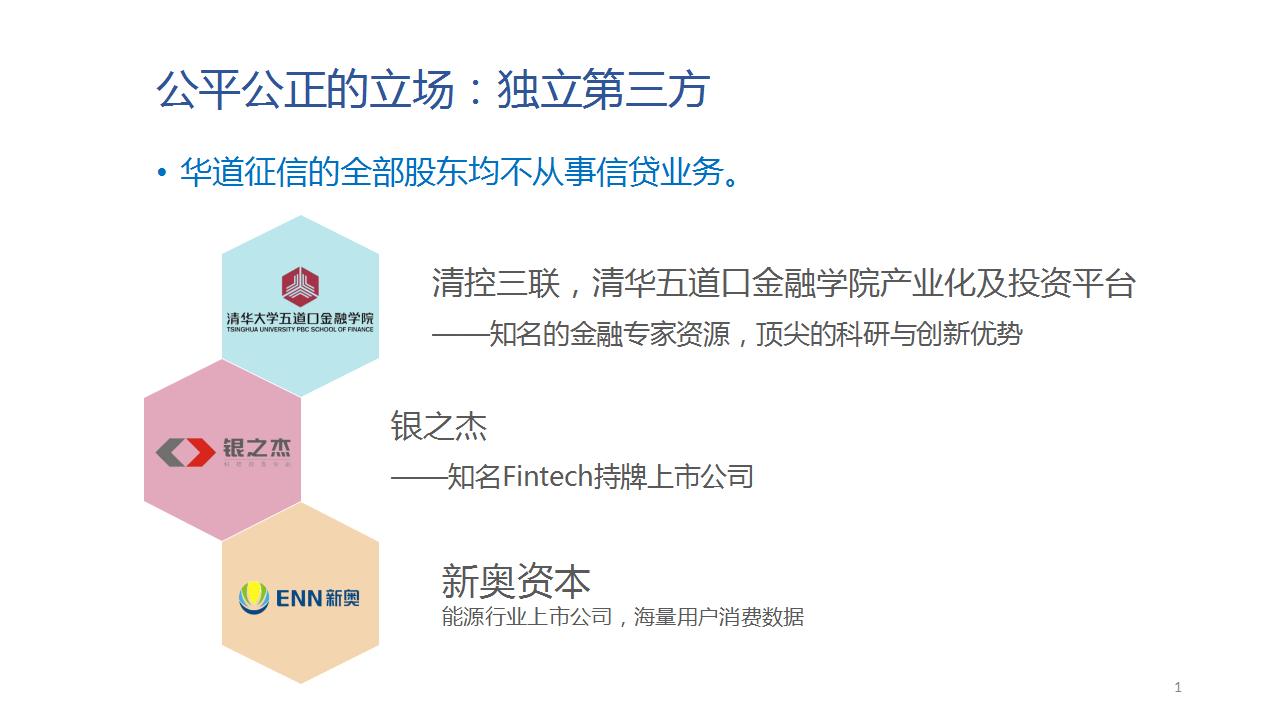 公平公正的立场：独立第三方
• 华道征信的全部股东均不从事信贷业务。
清华大学五道口金融学院
TSINGHUA UNIVERSITY PBC SCHOOL OF FINANCE
清控三联，清华五道口金融学院产业化及投资平台
——知名的金融专家资源，顶尖的科研与创新优势
银之杰
银之杰
——知名Fintech持牌上市公司
ENN新奥
新奥资本
能源行业上市公司，海量用户消费数据
1